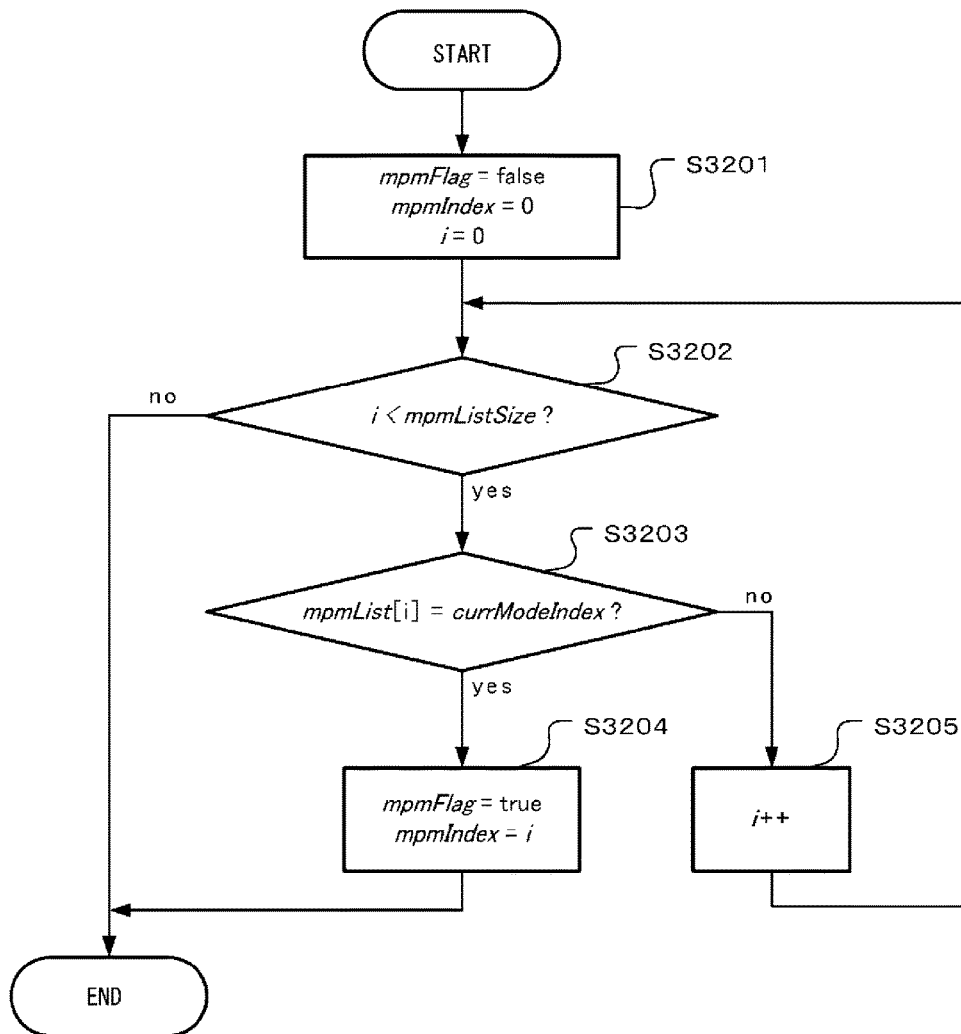 START
S3201
mpmFlag = false
mpmIndex = 0
i = 0
S3202
no
i < mpmListSize ?
yes
S3203
mpmList[i] = currModeIndex ?
no
yes
S3204
S3205
mpmFlag = true
mpmIndex = i
i++
END